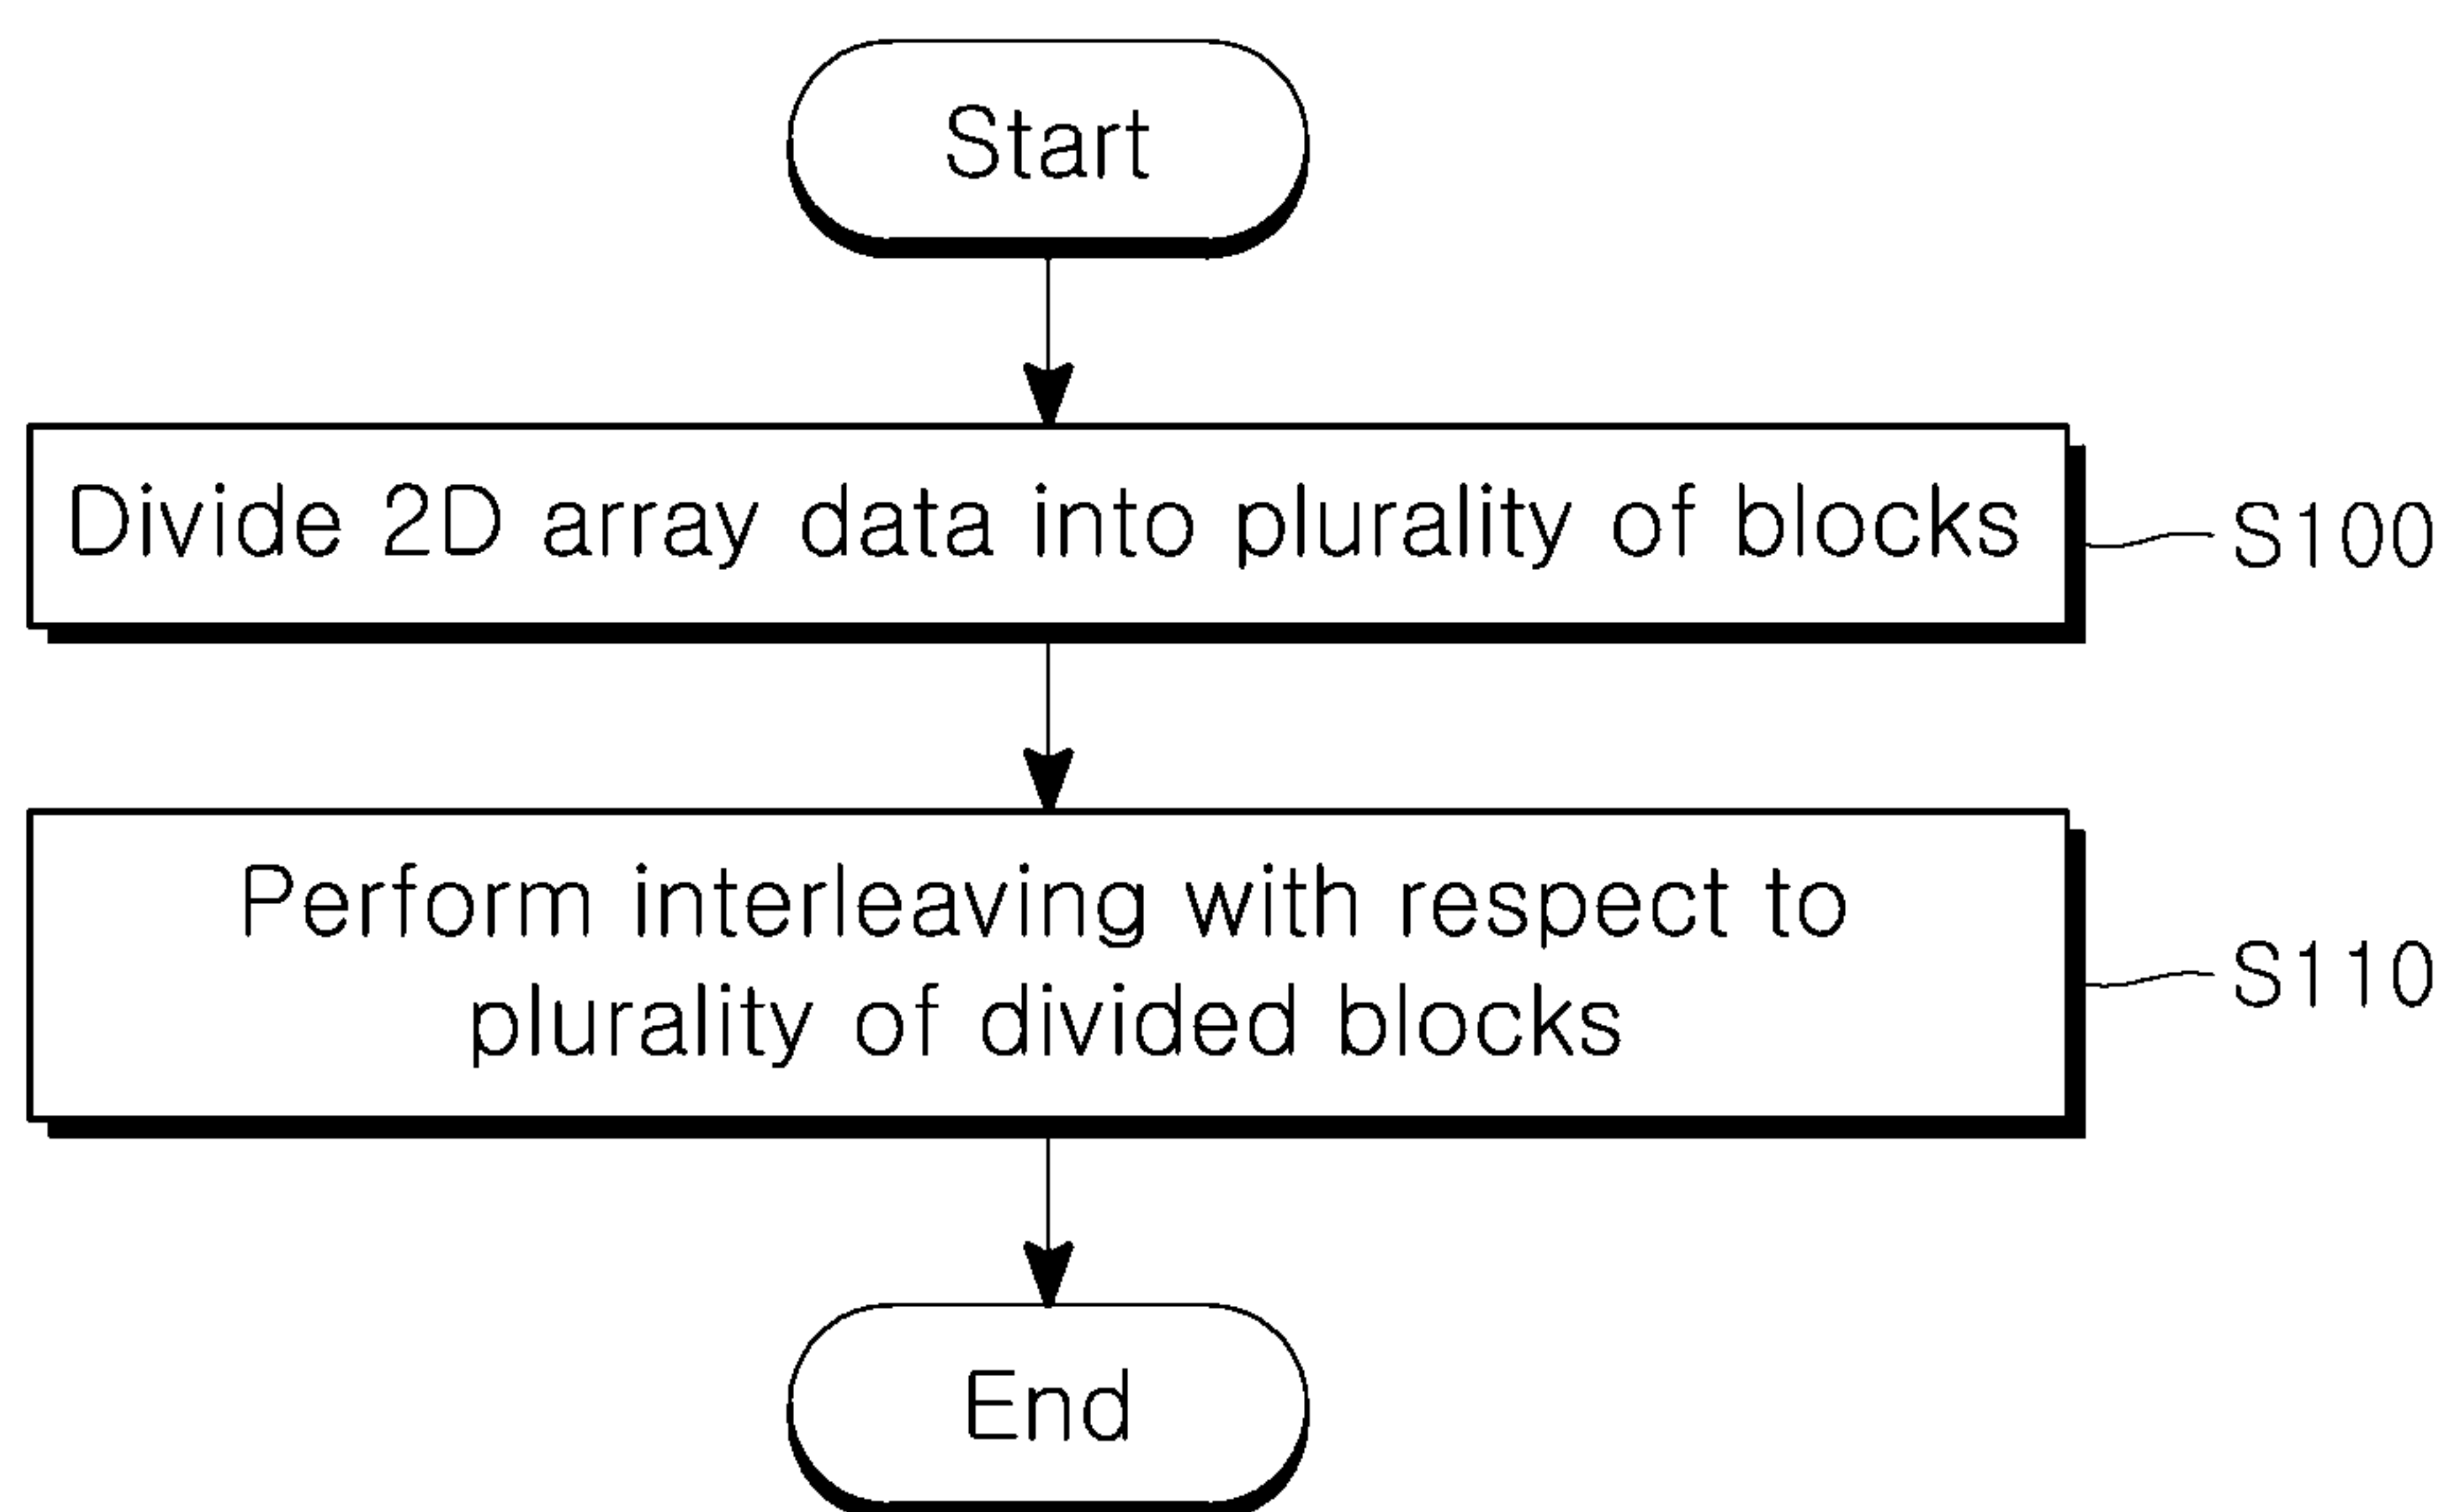 Start
Divide 2D array data into plurality of blocks
S100
Perform interleaving with respect to
plurality of divided blocks
S110
End